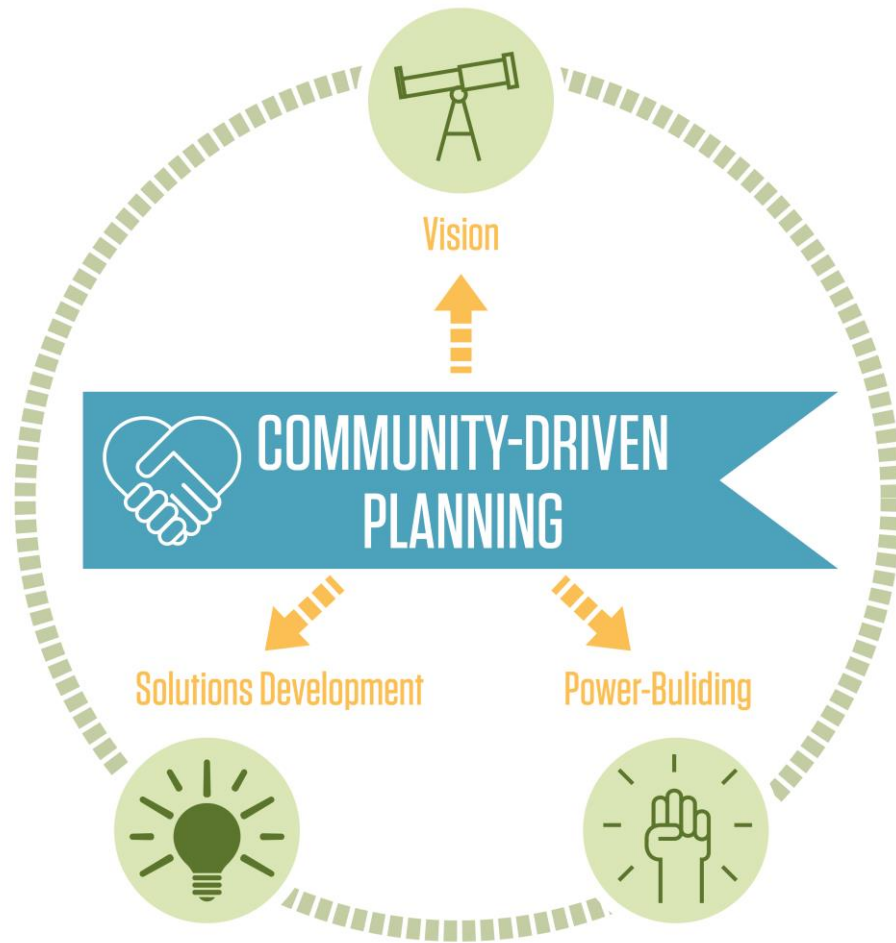 Vision
COMMUNITY-DRIVEN
PLANNING
Solutions Development
Power-Buliding